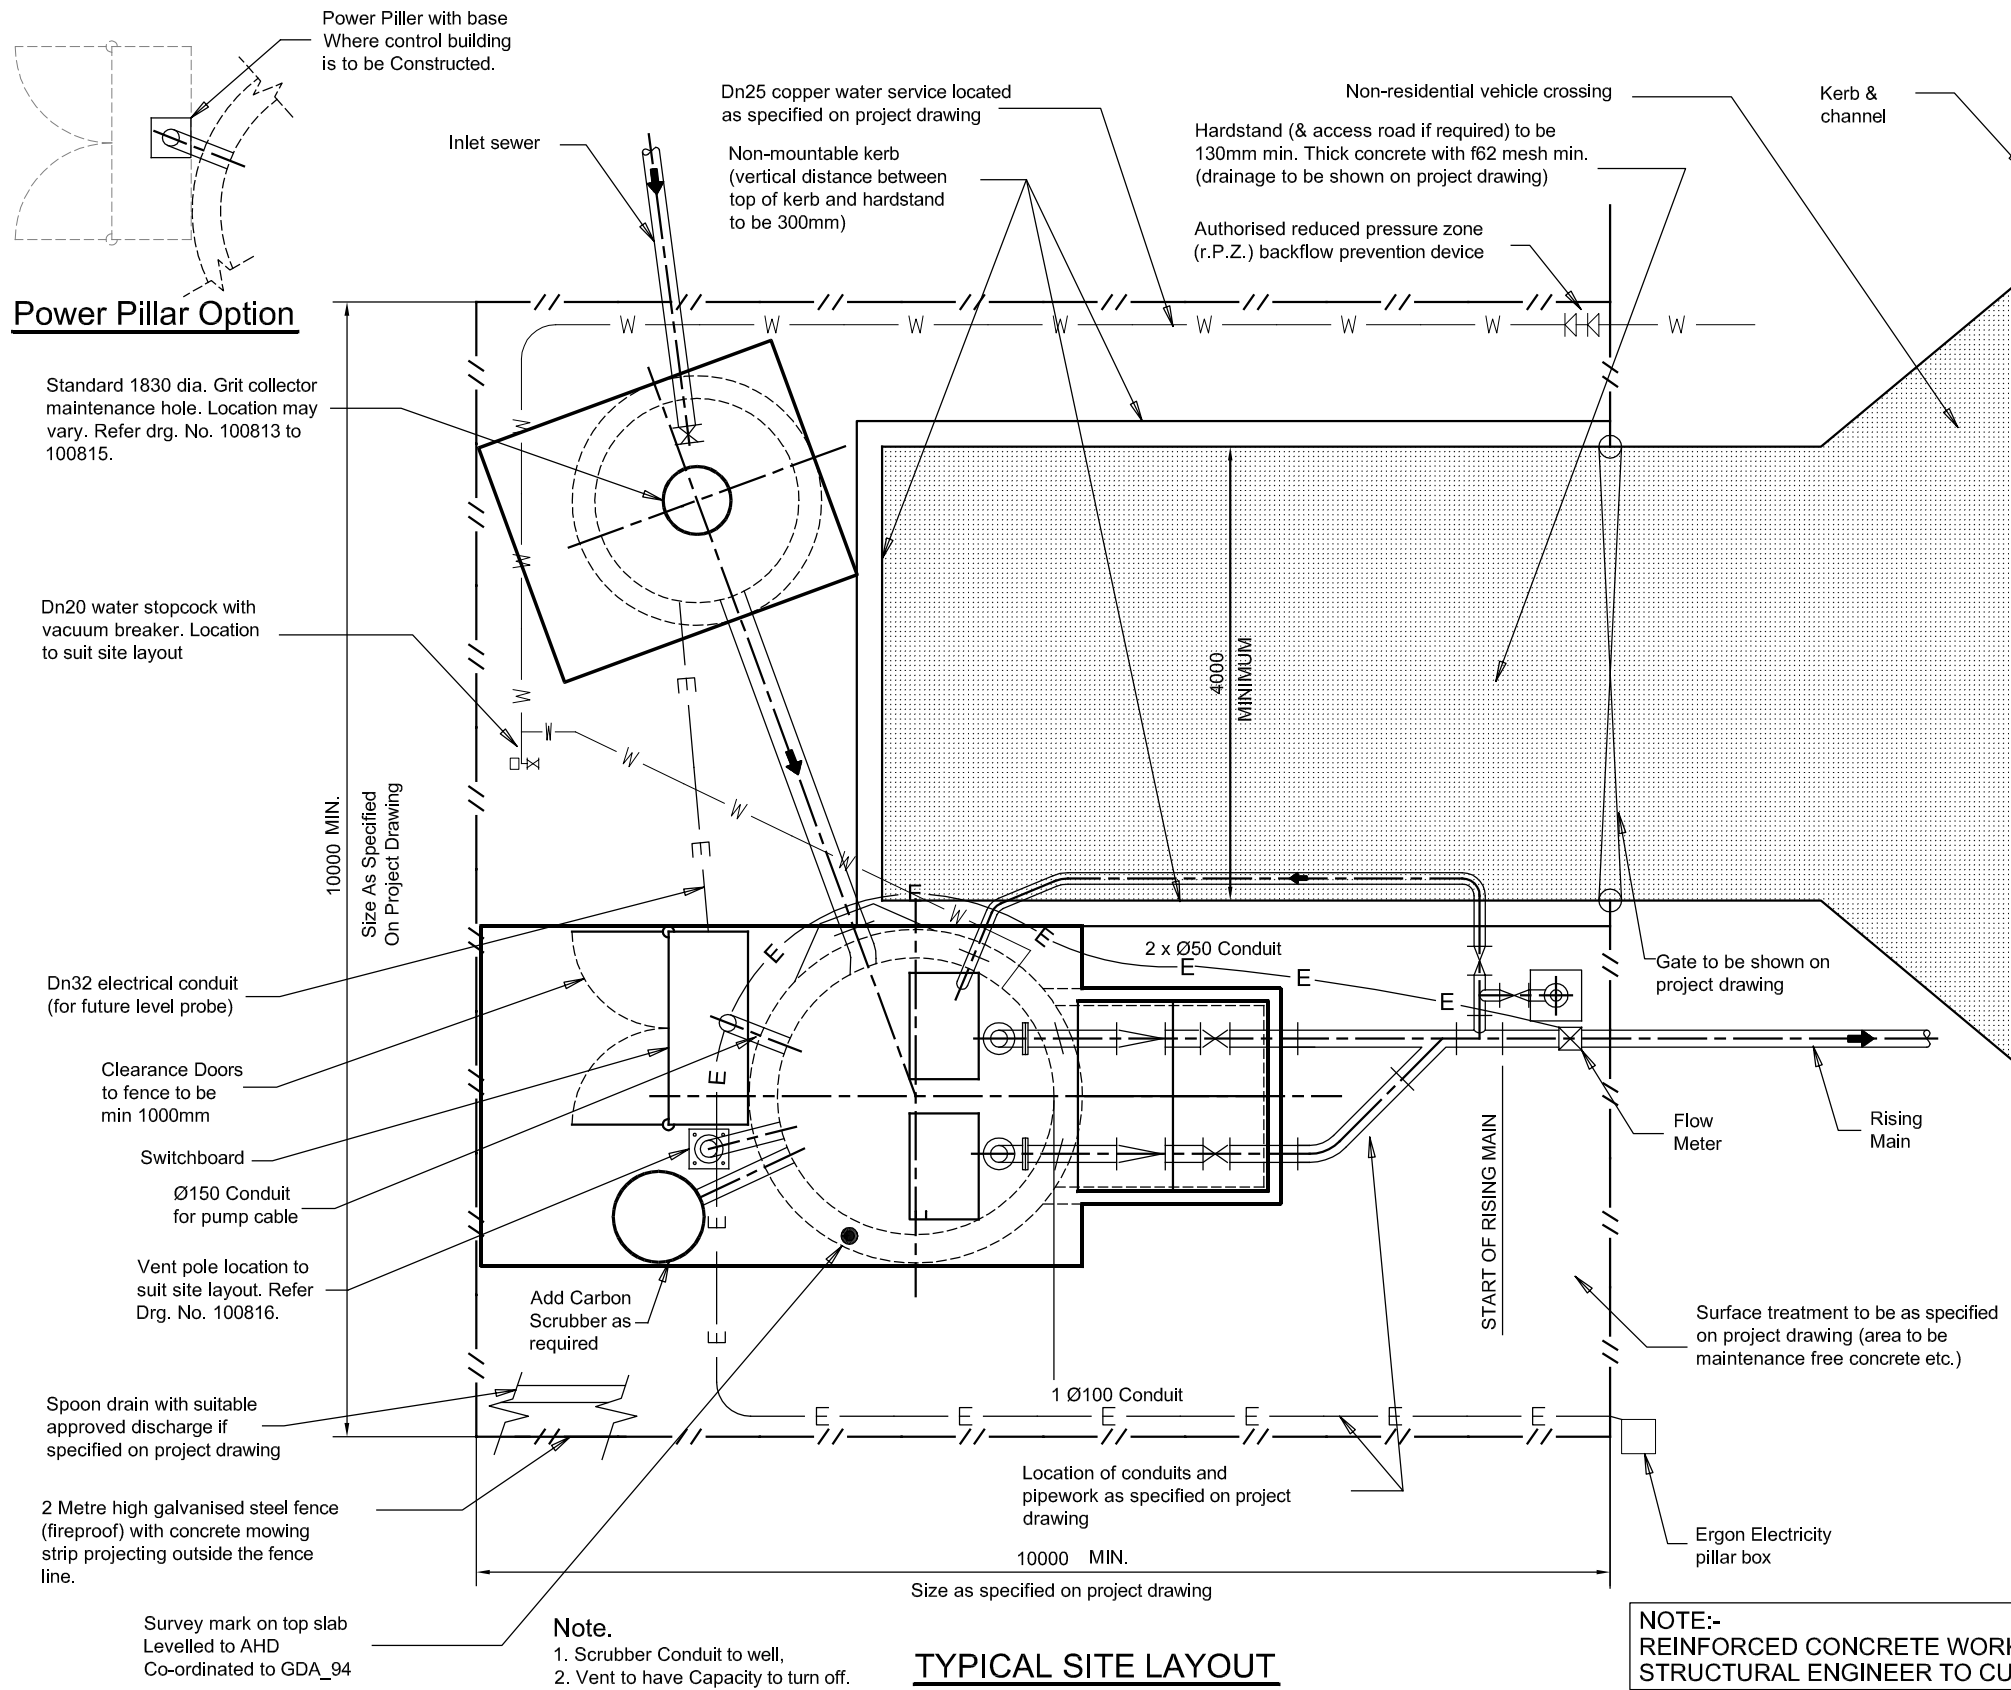 Power Piller with base
Where control building
is to be Constructed.
Power Pillar Option
Inlet sewer
Dn25 copper water service located
as specified on project drawing
Non-mountable kerb
(vertical distance between
top of kerb and hardstand
to be 300mm)
Non-residential vehicle crossing
Hardstand (& access road if required) to be
130mm min. Thick concrete with f62 mesh min.
(drainage to be shown on project drawing)
Authorised reduced pressure zone
(r.P.Z.) backflow prevention device
Kerb &
channel
W W W W W W W W
Standard 1830 dia. Grit collector
maintenance hole. Location may
vary. Refer drg. No. 100813 to
100815.
W
W
W
W
W
W
W
W
Dn20 water stopcock with
vacuum breaker. Location
to suit site layout
4000
MINIMUM
10000 MIN.
Size As Specified
On Project Drawing
E
E
E
E
E
E
E
E
2 x Ø50 Conduit
Gate to be shown on
project drawing
Dn32 electrical conduit
(for future level probe)
Clearance Doors
to fence to be
min 1000mm
Switchboard
Ø150 Conduit
for pump cable
Vent pole location to
suit site layout. Refer
Drg. No. 100816.
E
E
E
Add Carbon
Scrubber as
required
Flow
Meter
Rising
Main
START OF RISING MAIN
Surface treatment to be as specified
on project drawing (area to be
maintenance free concrete etc.)
1 Ø100 Conduit
E E E E E E
Spoon drain with suitable
approved discharge if
specified on project drawing
2 Metre high galvanised steel fence
(fireproof) with concrete mowing
strip projecting outside the fence
line.
Location of conduits and
pipework as specified on project
drawing
Ergon Electricity
pillar box
10000 MIN.
Size as specified on project drawing
Survey mark on top slab
Levelled to AHD
Co-ordinated to GDA_94
Note.
1. Scrubber Conduit to well,
2. Vent to have Capacity to turn off.
TYPICAL SITE LAYOUT
NOTE:-
REINFORCED CONCRETE WORK
STRUCTURAL ENGINEER TO CU